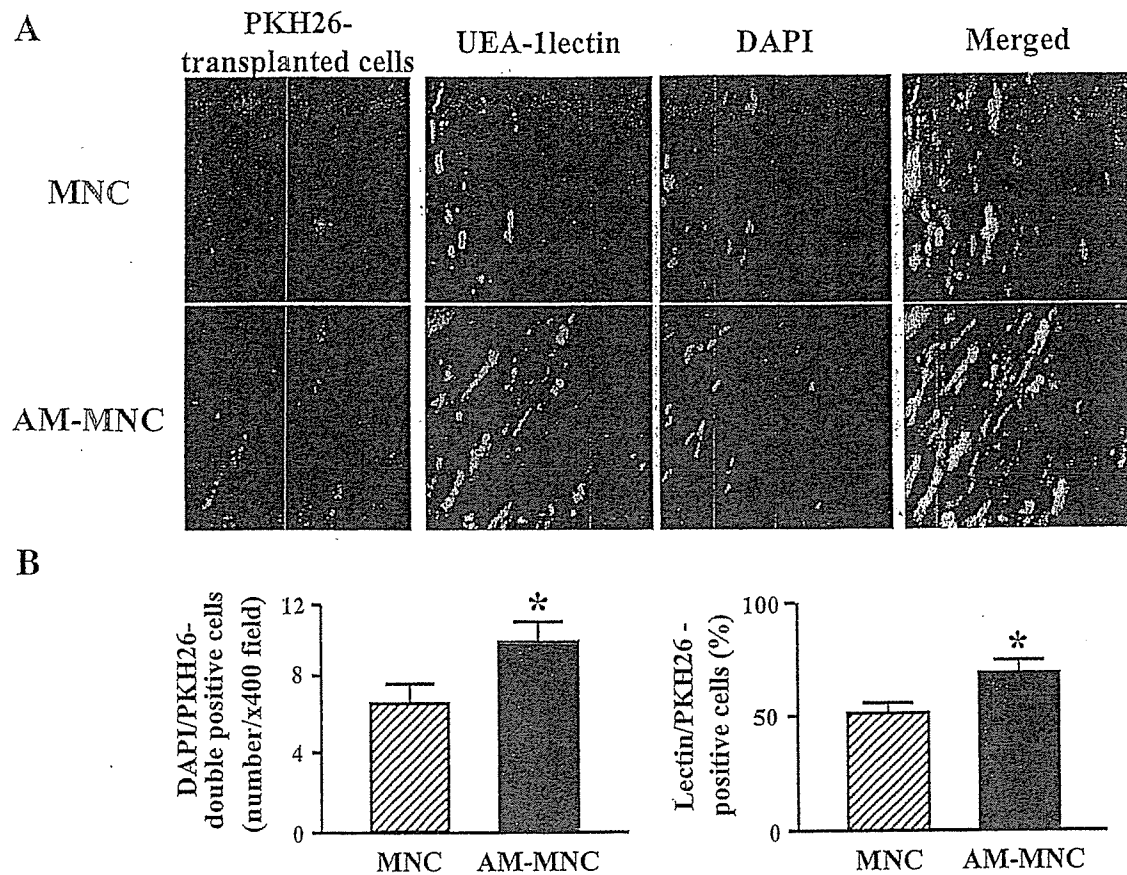 A
PKH26-
transplanted cells
UEA-1lectin
DAPI
Merged
MNC
AM-MNC
B
DAPI/PKH26-
double positive cells
(number/x400 field)
12
8
4
0
*
MNC
AM-MNC
Lectin/PKH26 -
positive cells (%)
100
50
0
*
MNC
AM-MNC